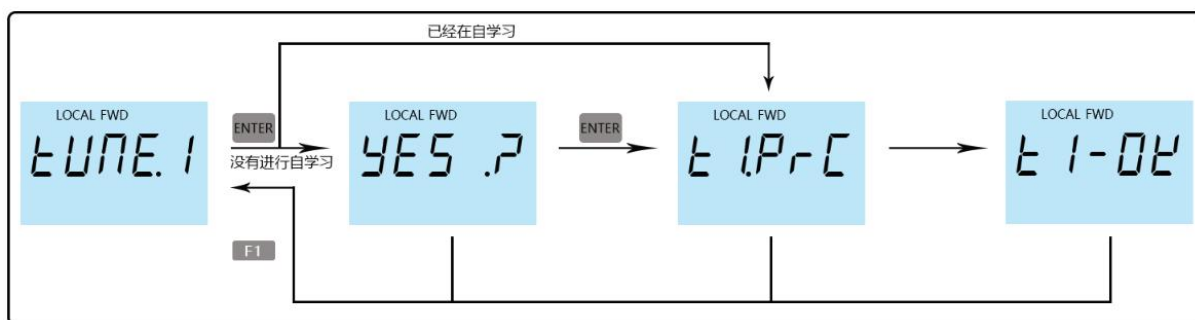 已经在自学习
LOCAL FWD
tUNE.1
ENTER
没有进行自学习
F1
LOCAL FWD
YES .?
ENTER
LOCAL FWD
t1.PrC
LOCAL FWD
t1-OK